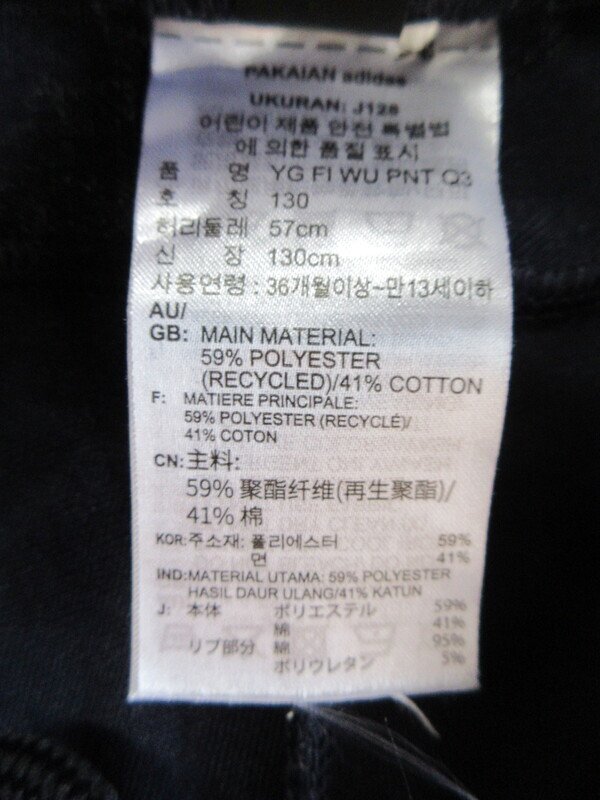 PAKAIAN adidas
UKURAN: J128
어린이 제품 안전 특별법
에 의한 품질 표시
품 명 YG FI WU PNT Q3
호 칭 130
허리둘레 57cm
신 장 130cm
사용연령 : 36개월이상~만13세이하
AU/
GB: MAIN MATERIAL:
59% POLYESTER
(RECYCLED)/41% COTTON
F: MATIERE PRINCIPALE:
59% POLYESTER (RECYCLÉ)/
41% COTON
CN: 主料:
59% 聚酯纤维(再生聚酯)/
41% 棉
KOR: 주소재: 폴리에스터 59%
면 41%
IND: MATERIAL UTAMA: 59% POLYESTER
HASIL DAUR ULANG/41% KATUN
J: 本体 ポリエステル 59%
綿 41%
リブ部分 綿 95%
ポリウレタン 5%